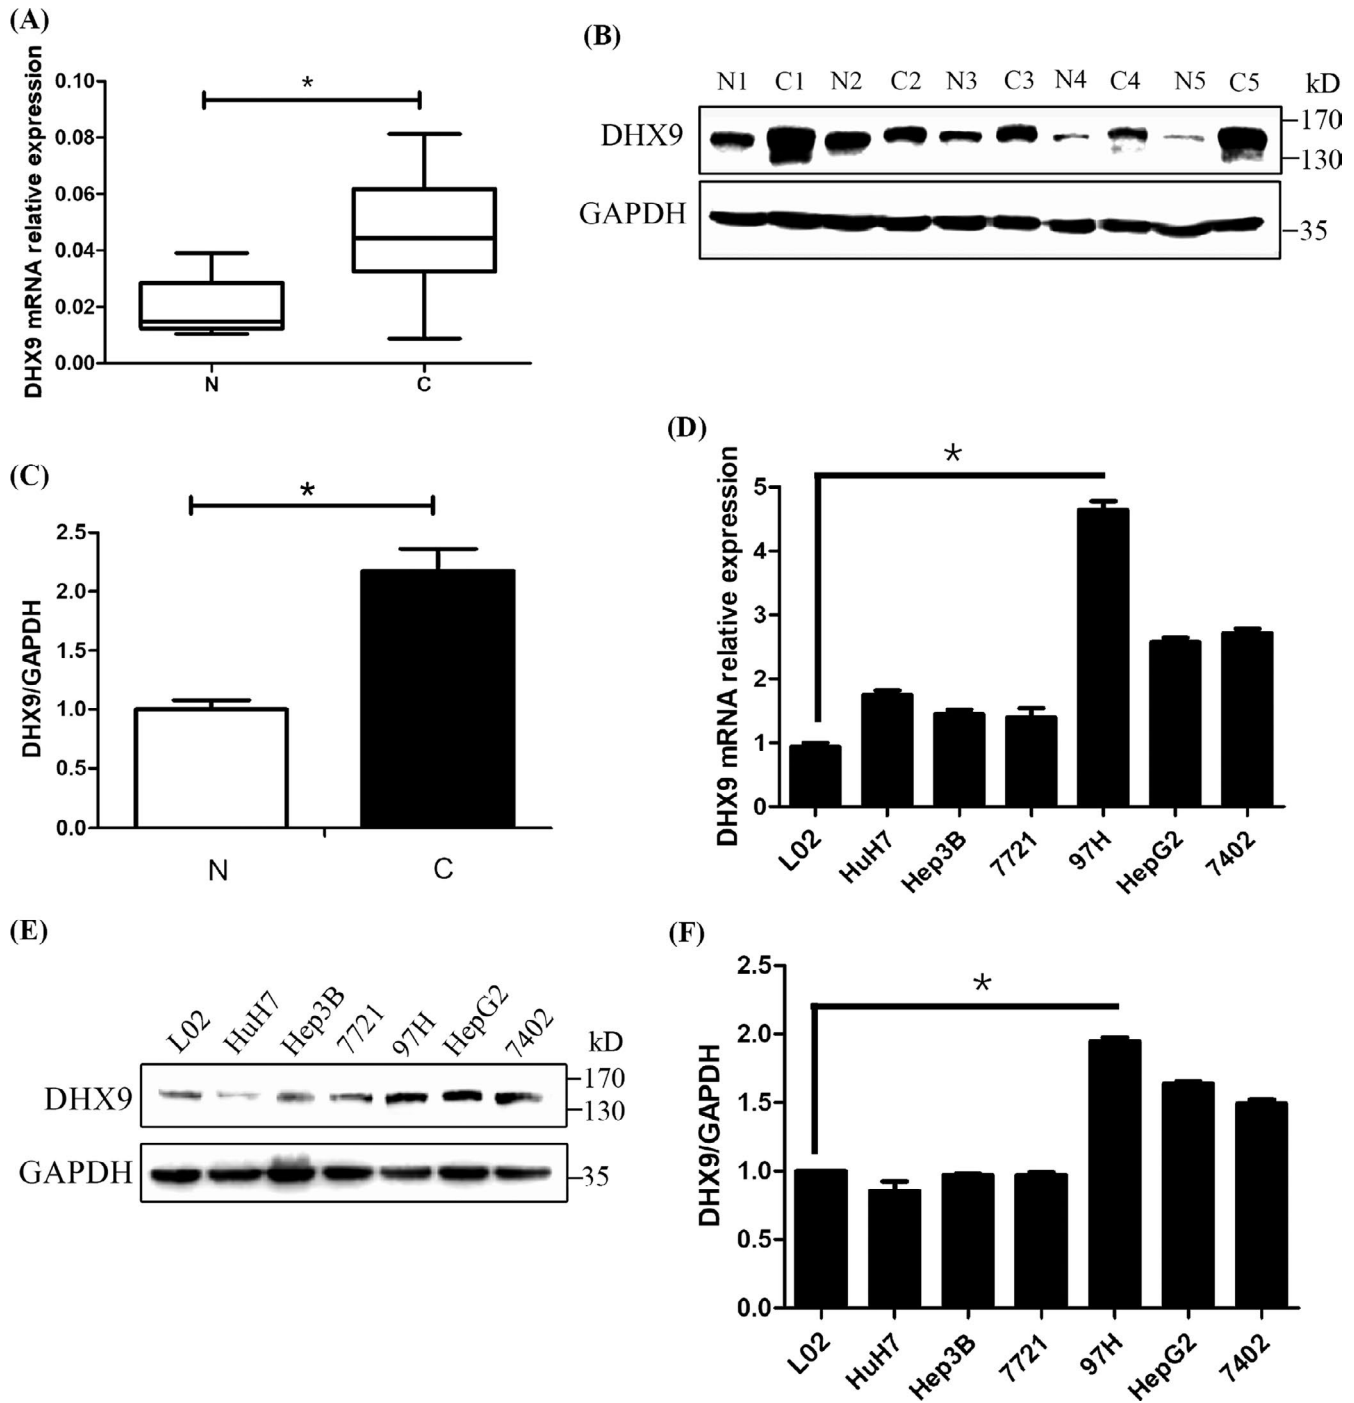 (A)
DHX9 mRNA relative expression
0.10
0.08
0.06
0.04
0.02
0.00
*
N C
(B)
N1 C1 N2 C2 N3 C3 N4 C4 N5 C5 kD
DHX9
170
130
GAPDH
35
(C)
DHX9/GAPDH
2.5
2.0
1.5
1.0
0.5
0.0
*
N C
(D)
DHX9 mRNA relative expression
5
4
3
2
1
0
*
L02 HuH7 Hep3B 7721 97H HepG2 7402
(E)
L02 HuH7 Hep3B 7721 97H HepG2 7402 kD
DHX9
170
130
GAPDH
35
(F)
DHX9/GAPDH
2.5
2.0
1.5
1.0
0.5
0.0
*
L02 HuH7 Hep3B 7721 97H HepG2 7402